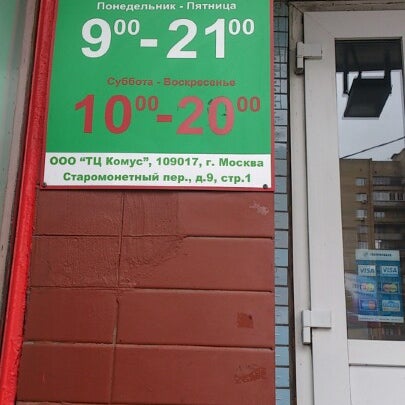 Понедельник - Пятница
9⁰⁰-21⁰⁰
Суббота - Воскресенье
10⁰⁰-20⁰⁰
ООО "ТЦ Комус", 109017, г. Москва
Старомонетный пер., д.9, стр.1
VISA VISA